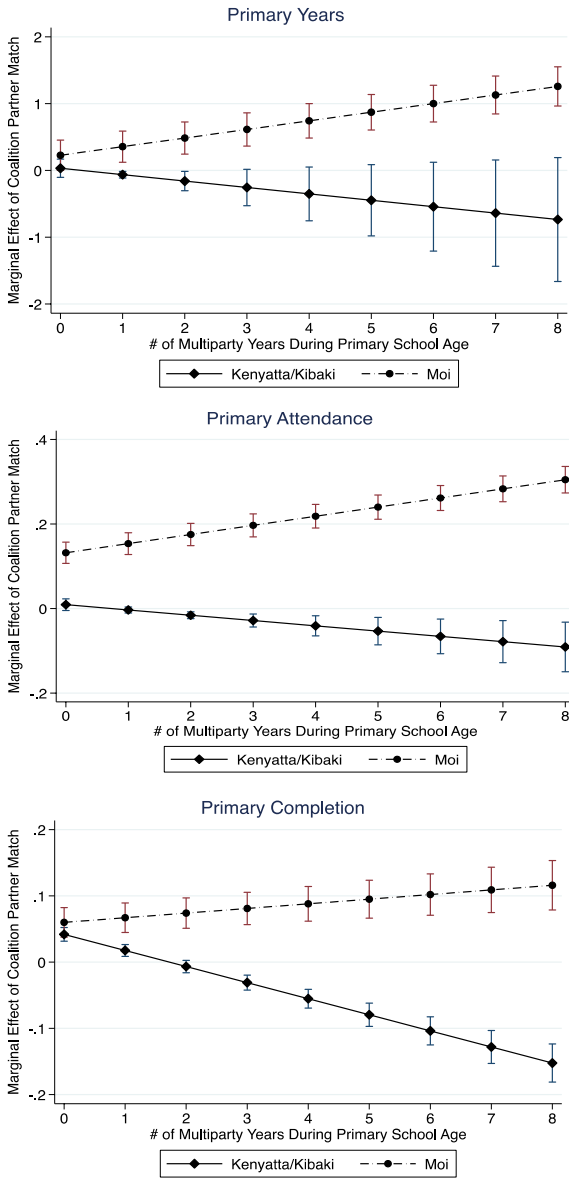 Primary Years
Marginal Effect of Coalition Partner Match
2
1
0
-1
-2
0 1 2 3 4 5 6 7 8
# of Multiparty Years During Primary School Age
Kenyatta/Kibaki Moi
Primary Attendance
Marginal Effect of Coalition Partner Match
.4
.2
0
-.2
0 1 2 3 4 5 6 7 8
# of Multiparty Years During Primary School Age
Kenyatta/Kibaki Moi
Primary Completion
Marginal Effect of Coalition Partner Match
.2
.1
0
-.1
-.2
0 1 2 3 4 5 6 7 8
# of Multiparty Years During Primary School Age
Kenyatta/Kibaki Moi